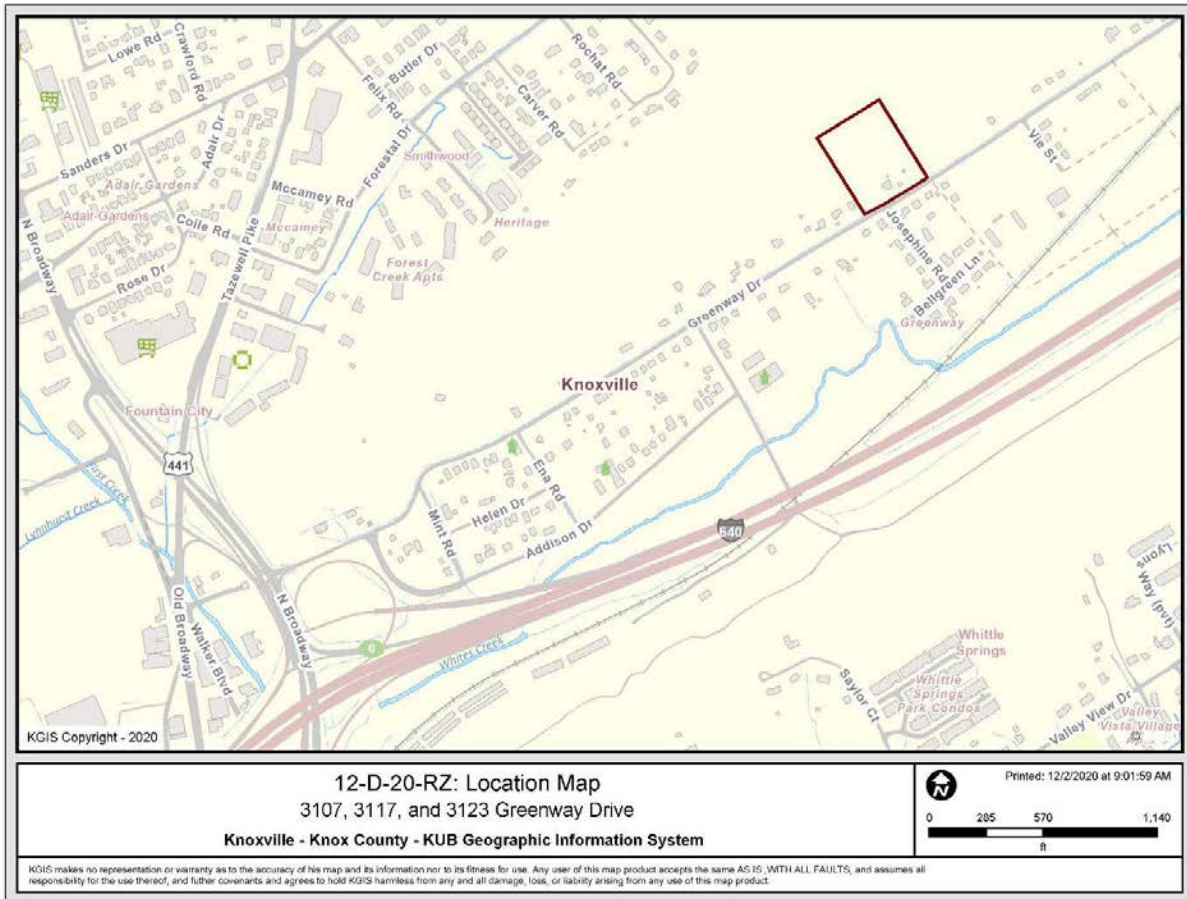 Lowe Rd
Crawford Rd
Butler Dr
Felix Rd
Rochat Rd
Carver Rd
Adair Dr
Sanders Dr
Forestal Dr
Smithwood
Adair Gardens
Adair Gardens
Mccamey Rd
Mccamey
Coile Rd
Heritage
Tazewell Pike
N Broadway
Rose Dr
Forest
Creek Apts
Vie St
Josephine Rd
Bellgreen Ln
Greenway Dr
Greenway
Knoxville
Fountain City
441
First Creek
Lynnhurst Creek
Ena Rd
Helen Dr
Mint Rd
Addison Dr
640
Old Broadway
Walker Blvd
N Broadway
6
Whites Creek
Lyons
Way (pvt)
Whittle
Springs
Whittle
Springs
Park Condos
Saylor Ct
Valley View Dr
Valley
Vista Village
©
KGIS Copyright - 2020
12-D-20-RZ: Location Map
3107, 3117, and 3123 Greenway Drive
Knoxville - Knox County - KUB Geographic Information System
N
Printed: 12/2/2020 at 9:01:59 AM
0 285 570 1,140
ft
KGIS makes no representation or warranty as to the accuracy of his map and its information nor to its fitness for use. Any user of this map product accepts the same AS IS ,WITH ALL FAULTS, and assumes all
responsibility for the use thereof, and futher covenants and agrees to hold KGIS harmless from any and all damage, loss, or liability arising from any use of this map product.